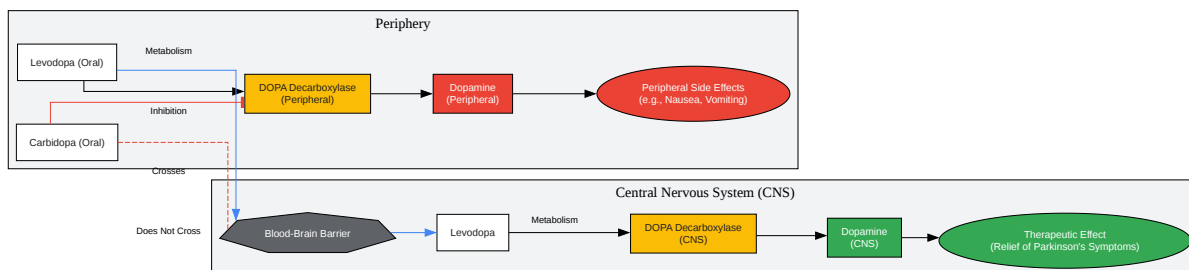 Periphery
Metabolism
Levodopa (Oral)
DOPA Decarboxylase
(Peripheral)
Dopamine
(Peripheral)
Peripheral Side Effects
(e.g., Nausea, Vomiting)
Inhibition
Carbidopa (Oral)
Crosses
Central Nervous System (CNS)
Does Not Cross
Blood-Brain Barrier
Levodopa
Metabolism
DOPA Decarboxylase
(CNS)
Dopamine
(CNS)
Therapeutic Effect
(Relief of Parkinson's Symptoms)